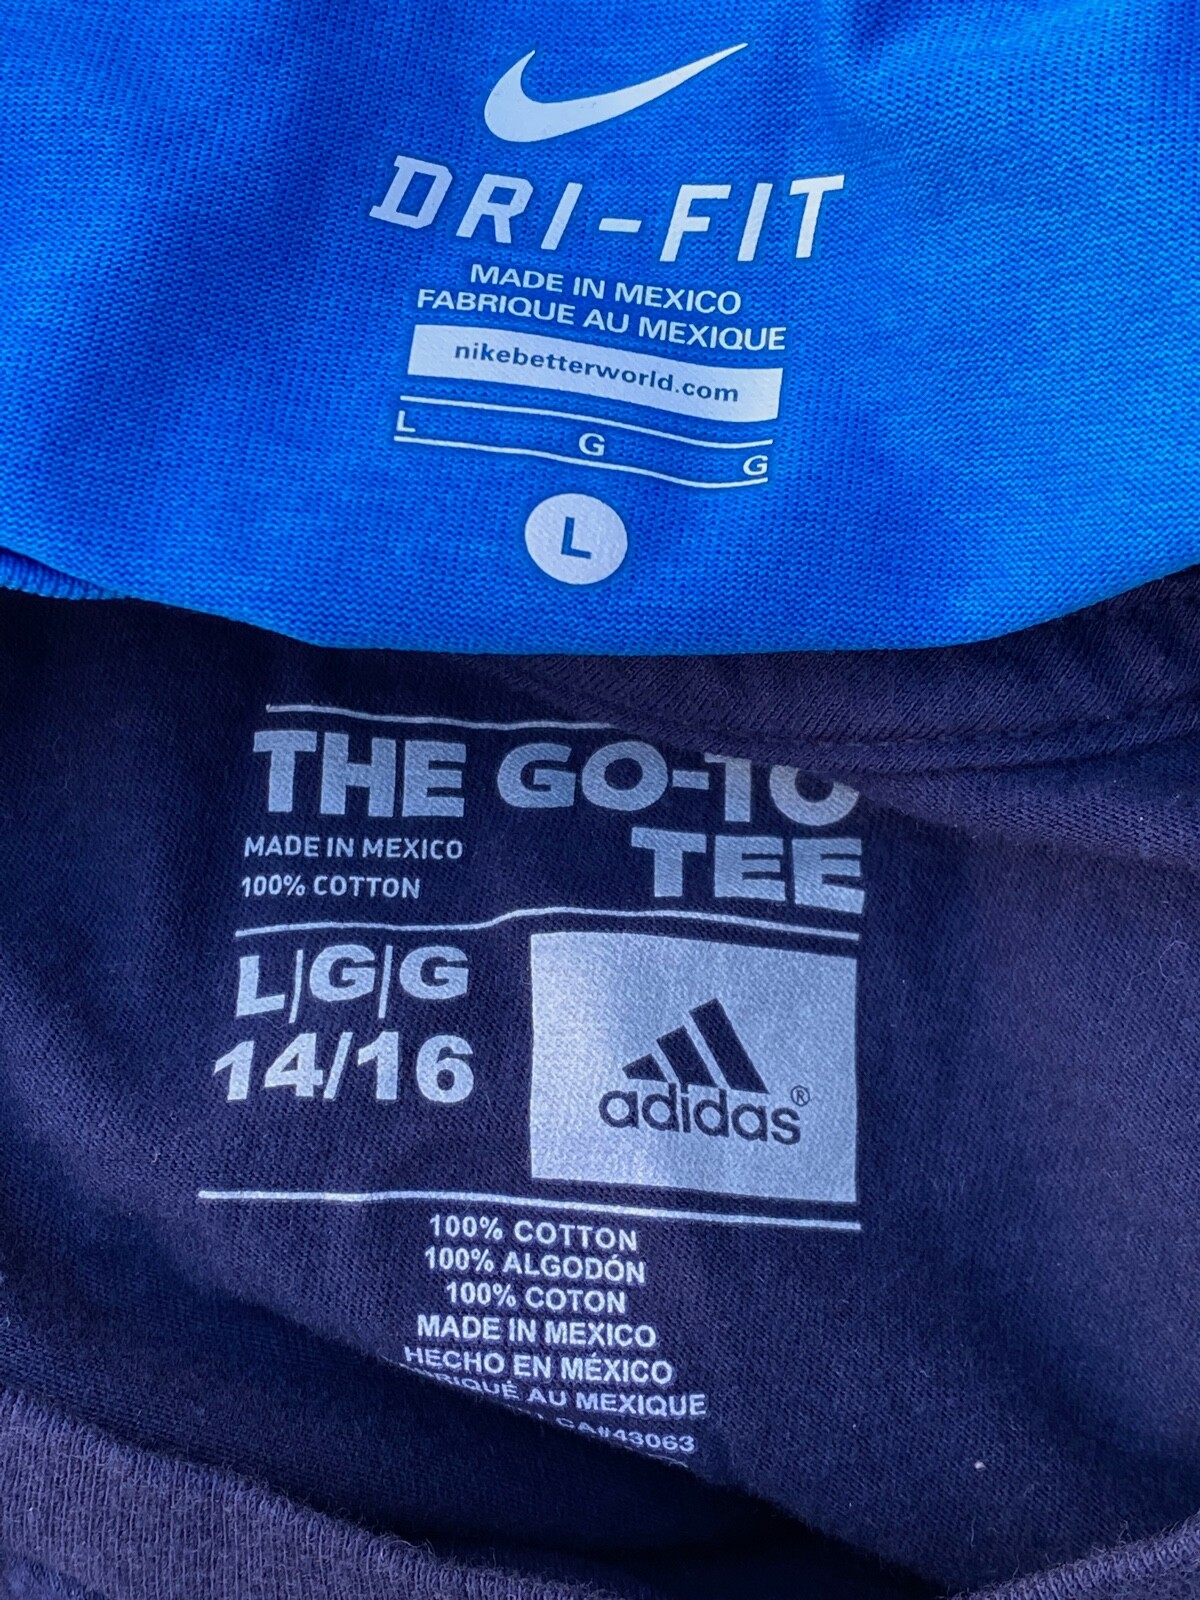 DRI-FIT
MADE IN MEXICO
FABRIQUE AU MEXIQUE
nikebetterworld.com
L G G
L
THE GO-TO
TEE
MADE IN MEXICO
100% COTTON
L|G|G
14/16
adidas®
100% COTTON
100% ALGODÓN
100% COTON
MADE IN MEXICO
HECHO EN MÉXICO
AU MEXIQUE
CA#43063